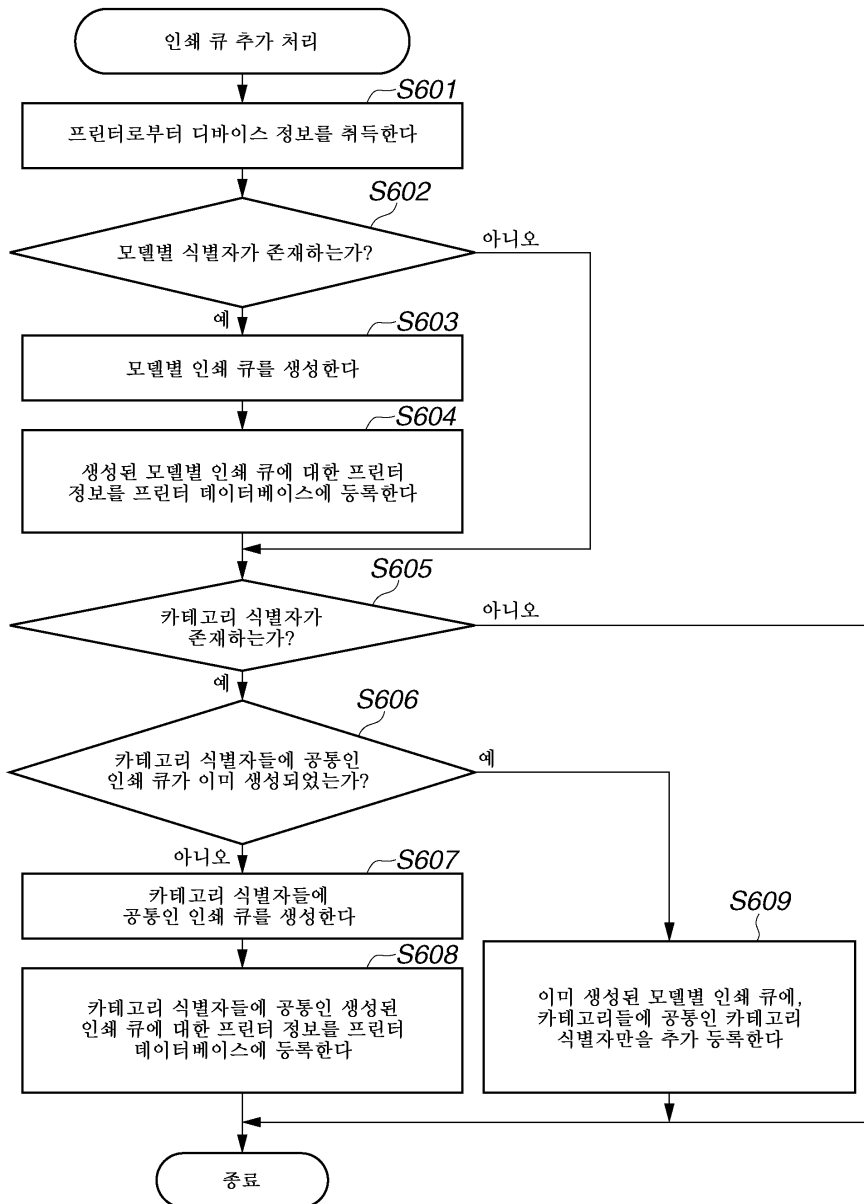 인쇄 큐 추가 처리
S601
프린터로부터 디바이스 정보를 취득한다
S602
모델별 식별자가 존재하는가?
아니오
예
S603
모델별 인쇄 큐를 생성한다
S604
생성된 모델별 인쇄 큐에 대한 프린터
정보를 프린터 데이터베이스에 등록한다
S605
카테고리 식별자가
존재하는가?
아니오
예
S606
카테고리 식별자들에 공통인
인쇄 큐가 이미 생성되었는가?
예
아니오
S607
카테고리 식별자들에
공통인 인쇄 큐를 생성한다
S608
카테고리 식별자들에 공통인 생성된
인쇄 큐에 대한 프린터 정보를 프린터
데이터베이스에 등록한다
S609
이미 생성된 모델별 인쇄 큐에,
카테고리들에 공통인 카테고리
식별자만을 추가 등록한다
종료